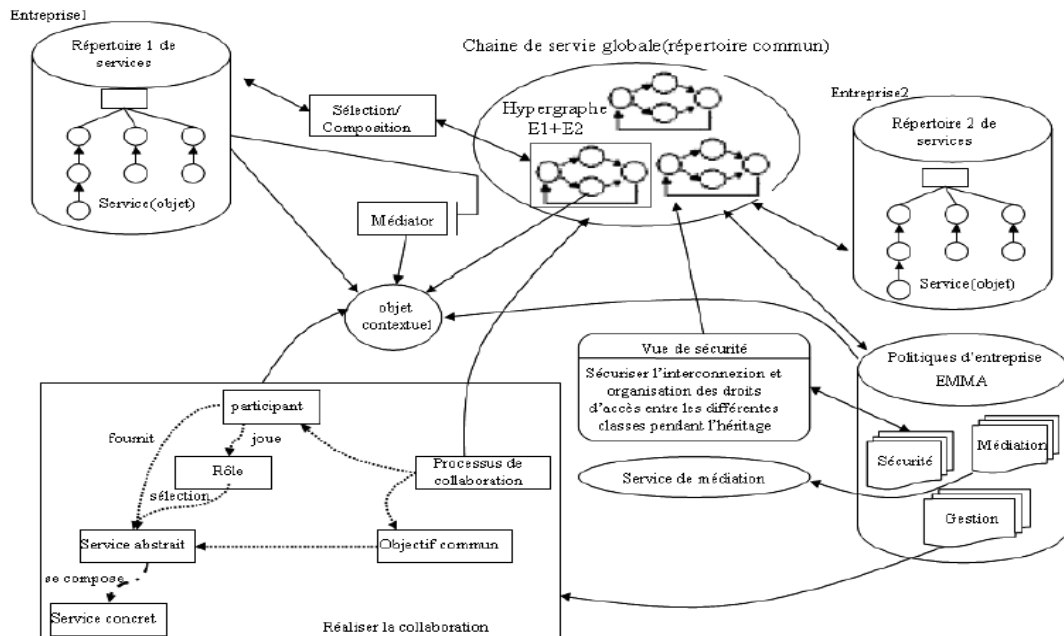 Entreprise1
Répertoire 1 de
services
Service(objet)
Sélection/
Composition
Médiator
Chaine de servie globale(répertoire commun)
Hypergraphe
E1+E2
Entreprise2
Répertoire 2 de
services
Service(objet)
objet
contextuel
Vue de sécurité
Sécuriser l'interconnexion et
organisation des droits
d'accès entre les différentes
classes pendant l'héritage
Service de médiation
Politiques d'entreprise
EMMA
Sécurité
Médiation
Gestion
participant
fournit
joue
Rôle
sélection
Processus de
collaboration
Service abstrait
Objectif commun
se compose
Service concret
Réaliser la collaboration